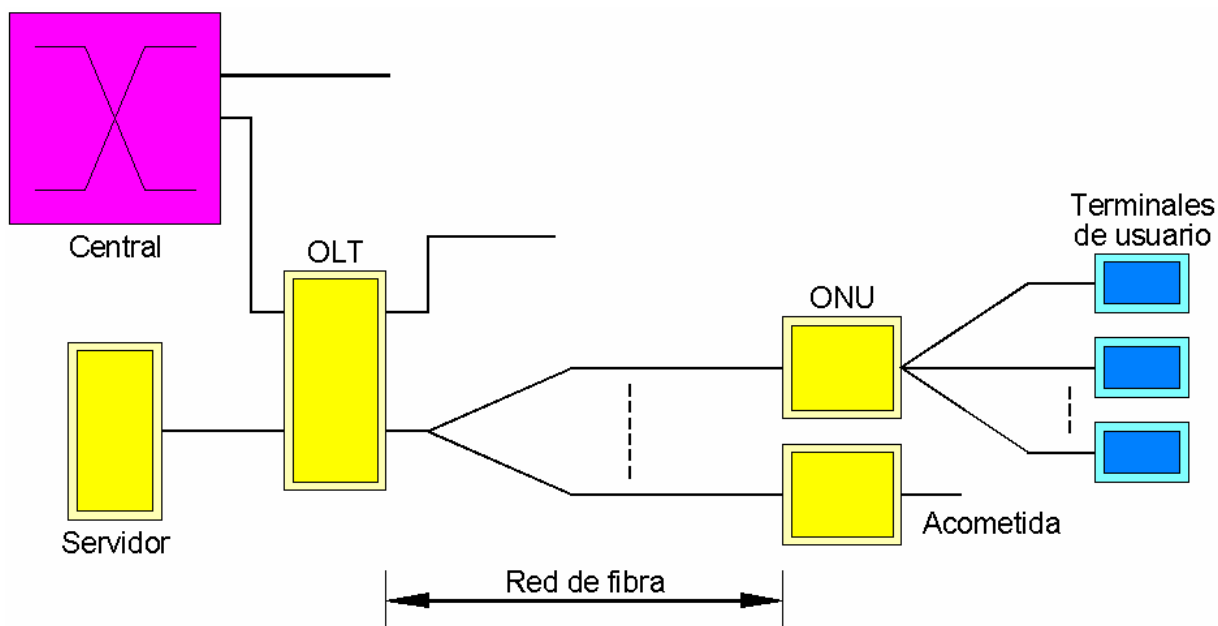 Central
OLT
Terminales
de usuario
ONU
Servidor
Acometida
Red de fibra